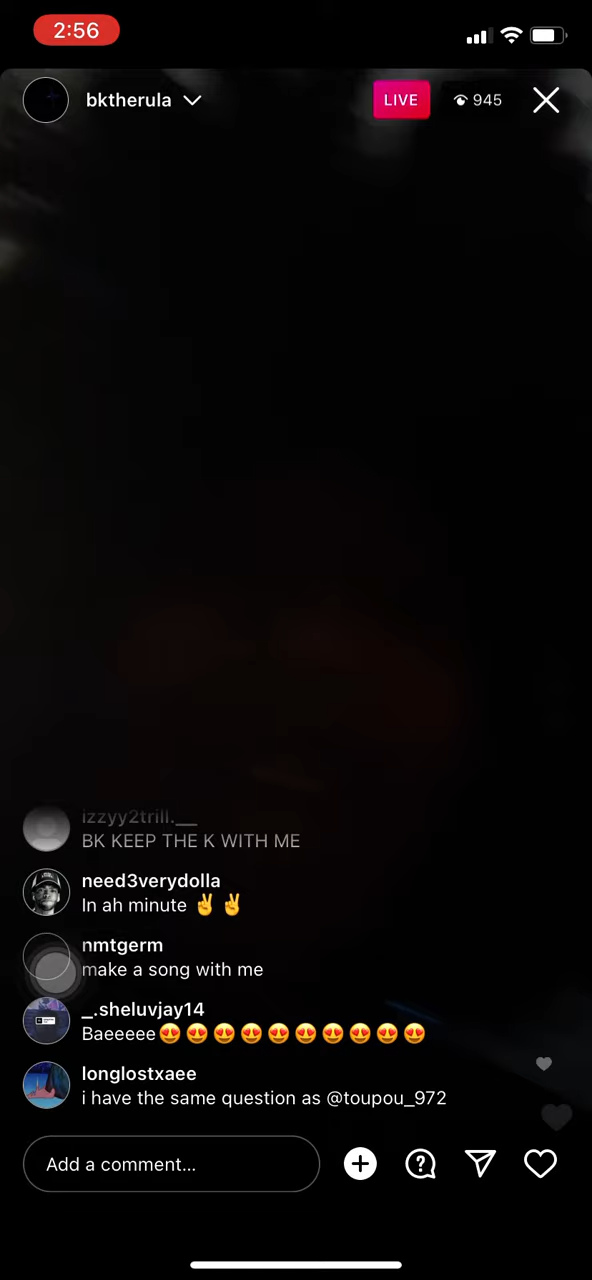 2:56
bktherula
LIVE
945
izzyy2trill.__
BK KEEP THE K WITH ME
need3verydolla
In ah minute ✌️ ✌️
nmtgerm
make a song with me
_.sheluvjay14
Baeeeee😍😍😍😍😍😍😍😍😍😍
longlostxaee
i have the same question as @toupou_972
Add a comment...